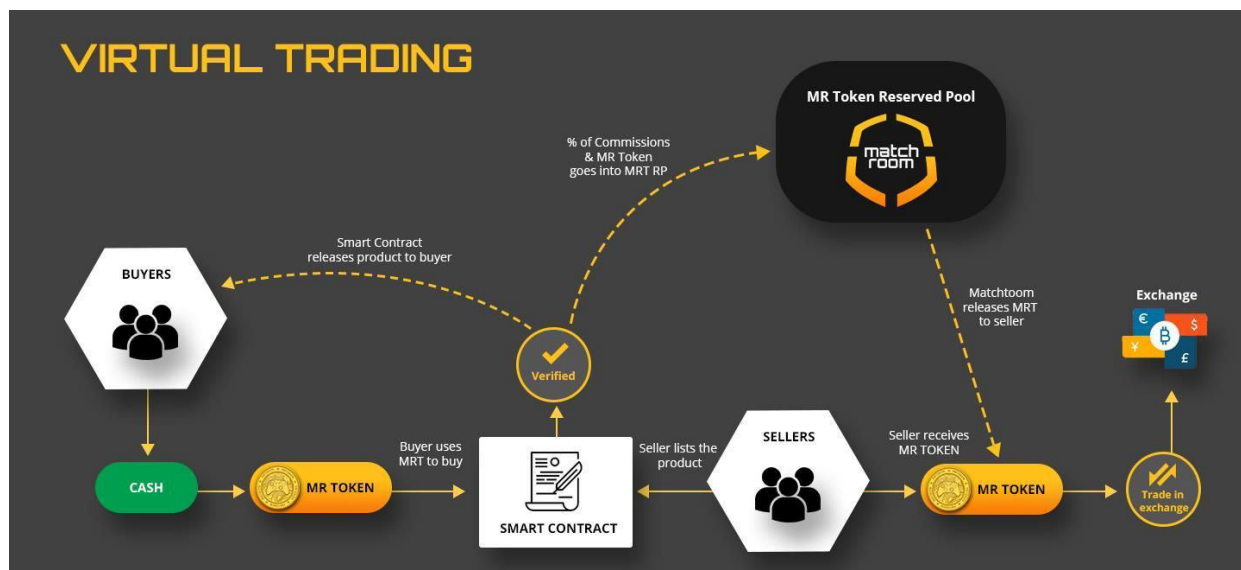 VIRTUAL TRADING
MR Token Reserved Pool
match
room
% of Commissions
& MR Token
goes into MRT RP
Smart Contract
releases product to buyer
BUYERS
Matchtoom
releases MRT
to seller
Exchange
€
$
₿
¥
£
Verified
CASH
MR TOKEN
Buyer uses
MRT to buy
SMART CONTRACT
Seller lists the
product
SELLERS
Seller receives
MR TOKEN
MR TOKEN
Trade in
exchange